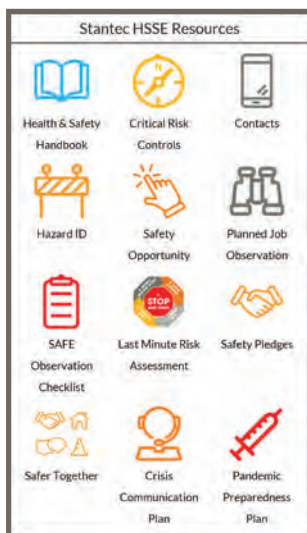 Stantec HSSE Resources
N
Health & Safety
Handbook
Critical Risk
Controls
Contacts
Hazard ID
Safety
Opportunity
Planned Job
Observation
SAFE
Observation
Checklist
STOP
Last Minute Risk
Assessment
Safety Pledges
Safer Together
Crisis
Communication
Plan
Pandemic
Preparedness
Plan